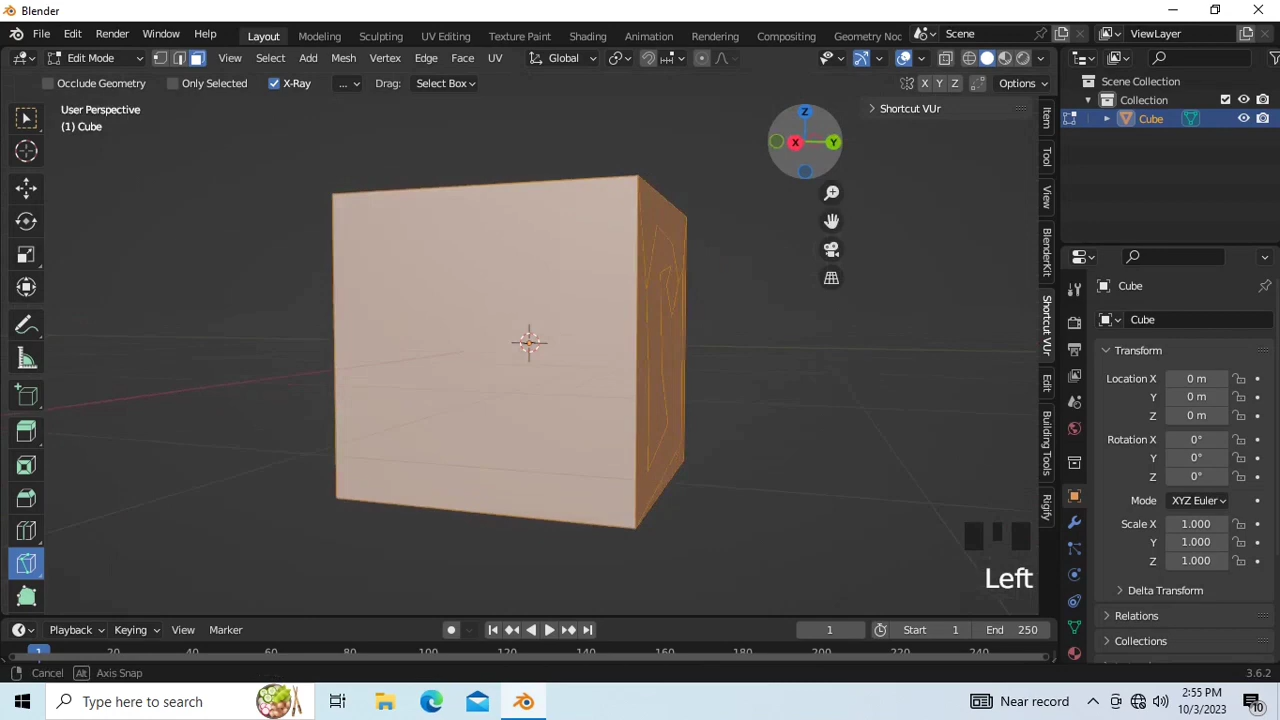 Blender
File Edit Render Window Help Layout Modeling Sculpting UV Editing Texture Paint Shading Animation Rendering Compositing Geometry Noc Scene ViewLayer
Edit Mode View Select Add Mesh Vertex Edge Face UV Global
Occlude Geometry Only Selected X-Ray ... Drag: Select Box X Y Z Options
User Perspective
(1) Cube
Shortcut VUr
Z
X
Y
Item
Tool
View
BlenderKit
Shortcut VUr
Edit
Building Tools
Rigify
Scene Collection
Collection
Cube
Cube
Cube
Transform
Location X 0 m
Y 0 m
Z 0 m
Rotation X 0°
Y 0°
Z 0°
Mode XYZ Euler
Scale X 1.000
Y 1.000
Z 1.000
Delta Transform
Relations
Collections
Left
Playback Keying View Marker 1 Start 1 End 250
1 20 40 60 80 100 120 140 160 180 200 220 240
Cancel Alt Axis Snap 3.6.2
Type here to search
Near record
2:55 PM
10/3/2023
10